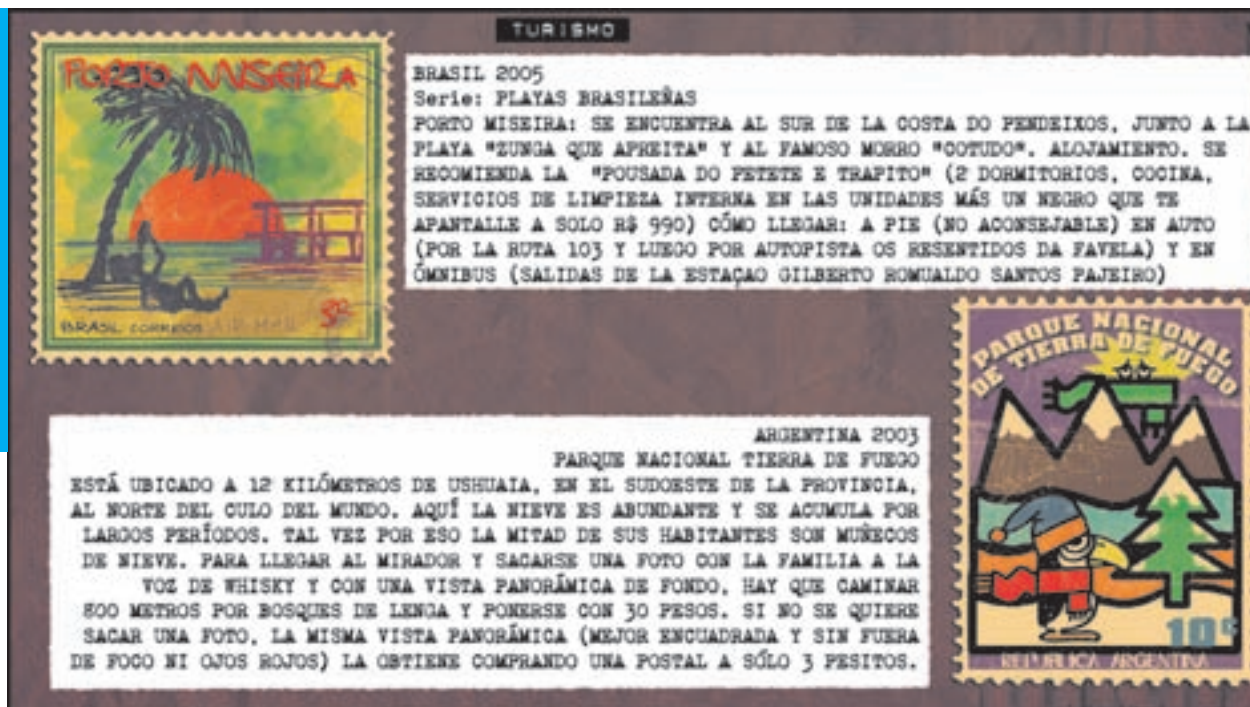 TURISMO
PORTO MISEIRA
BRASIL CORREIOS AIR MAIL
BRASIL 2005
Serie: PLAYAS BRASILEÑAS
PORTO MISEIRA: SE ENCUENTRA AL SUR DE LA COSTA DO PENDEIXOS, JUNTO A LA
PLAYA "ZUNGA QUE APREITA" Y AL FAMOSO MORRO "COTUDO". ALOJAMIENTO. SE
RECOMIENDA LA "POUSADA DO PETETE E TRAPITO" (2 DORMITORIOS, COCINA,
SERVICIOS DE LIMPIEZA INTERNA EN LAS UNIDADES MÁS UN NEGRO QUE TE
APANTALLE A SOLO R$ 990) CÓMO LLEGAR: A PIE (NO ACONSEJABLE) EN AUTO
(POR LA RUTA 103 Y LUEGO POR AUTOPISTA OS RESENTIDOS DA FAVELA) Y EN
ÓMNIBUS (SALIDAS DE LA ESTAÇAO GILBERTO ROMUALDO SANTOS PAJEIRO)
PARQUE NACIONAL
DE TIERRA DE FUEGO
10¢
REPUBLICA ARGENTINA
ARGENTINA 2003
PARQUE NACIONAL TIERRA DE FUEGO
ESTÁ UBICADO A 12 KILÓMETROS DE USHUAIA, EN EL SUDOESTE DE LA PROVINCIA,
AL NORTE DEL CULO DEL MUNDO. AQUÍ LA NIEVE ES ABUNDANTE Y SE ACUMULA POR
LARGOS PERÍODOS. TAL VEZ POR ESO LA MITAD DE SUS HABITANTES SON MUÑECOS
DE NIEVE. PARA LLEGAR AL MIRADOR Y SACARSE UNA FOTO CON LA FAMILIA A LA
VOZ DE WHISKY Y CON UNA VISTA PANORÁMICA DE FONDO, HAY QUE CAMINAR
800 METROS POR BOSQUES DE LENGA Y PONERSE CON 30 PESOS. SI NO SE QUIERE
SACAR UNA FOTO, LA MISMA VISTA PANORÁMICA (MEJOR ENCUADRADA Y SIN FUERA
DE FOCO NI OJOS ROJOS) LA OBTIENE COMPRANDO UNA POSTAL A SÓLO 3 PESITOS.